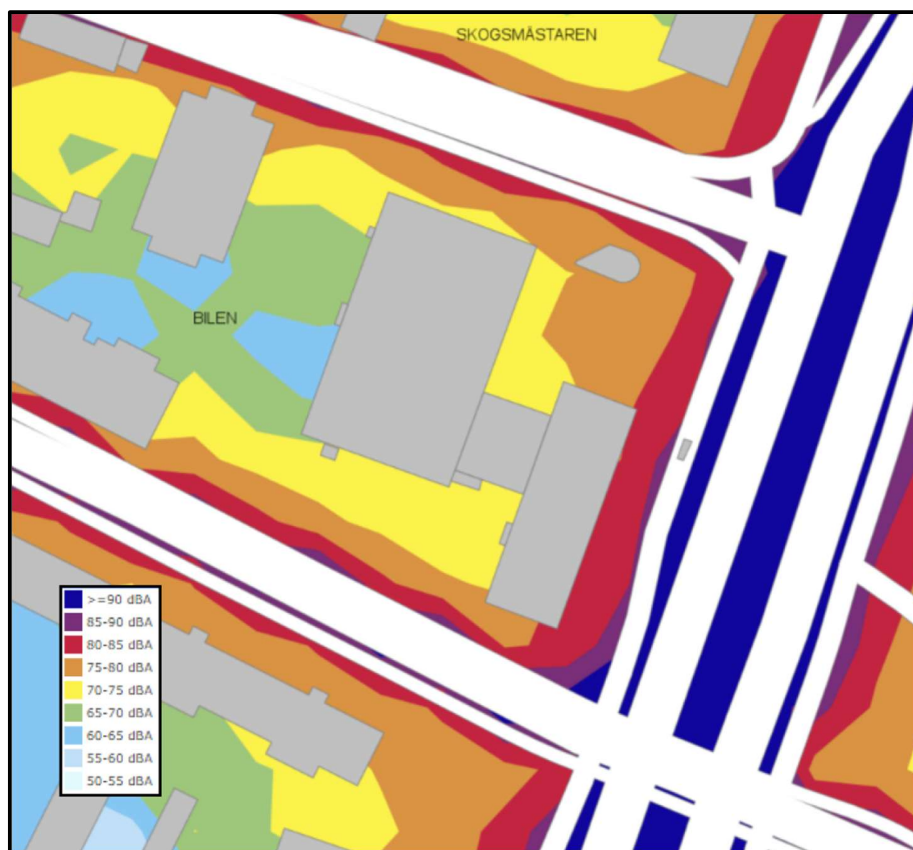 SKOGSMÄSTAREN
BILEN
>=90 dBA
85-90 dBA
80-85 dBA
75-80 dBA
70-75 dBA
65-70 dBA
60-65 dBA
55-60 dBA
50-55 dBA